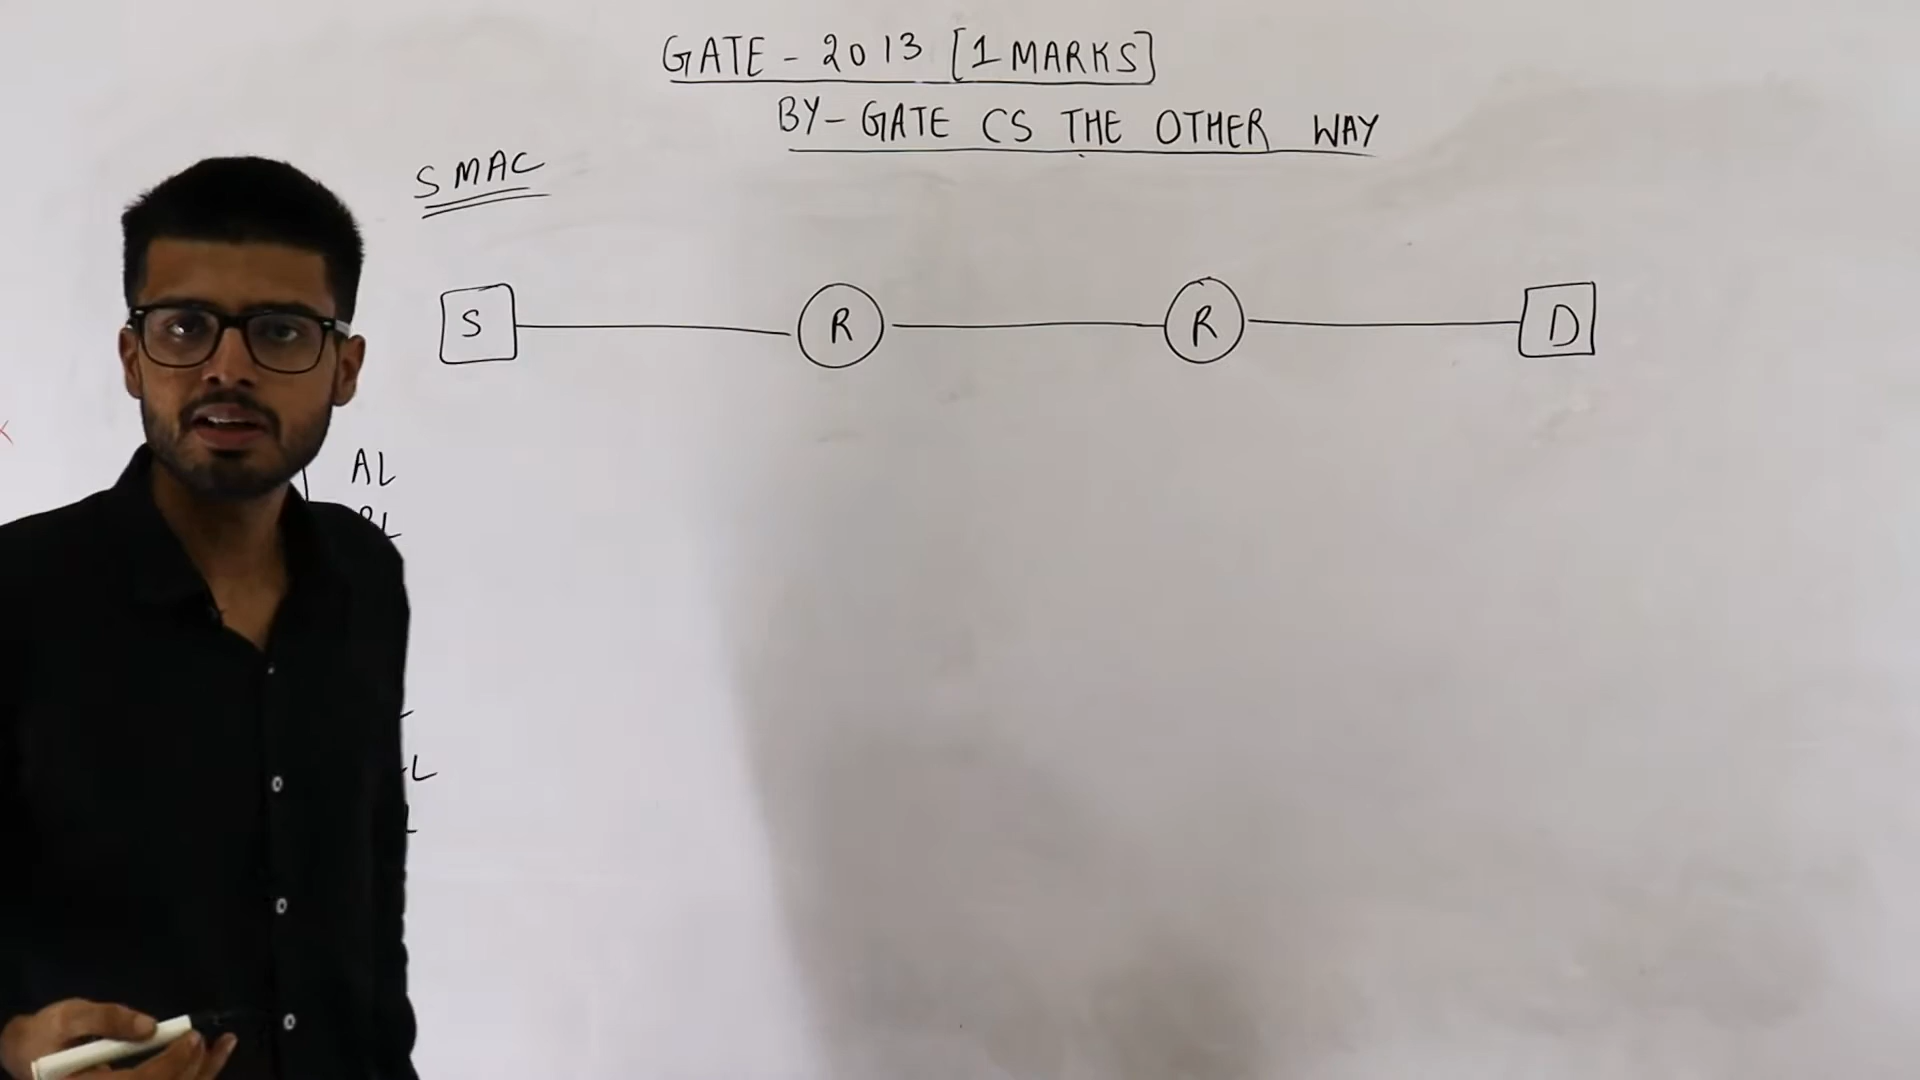 GATE - 2013 [1 MARKS]
BY- GATE CS THE OTHER WAY
SMAC
S R R D
AL